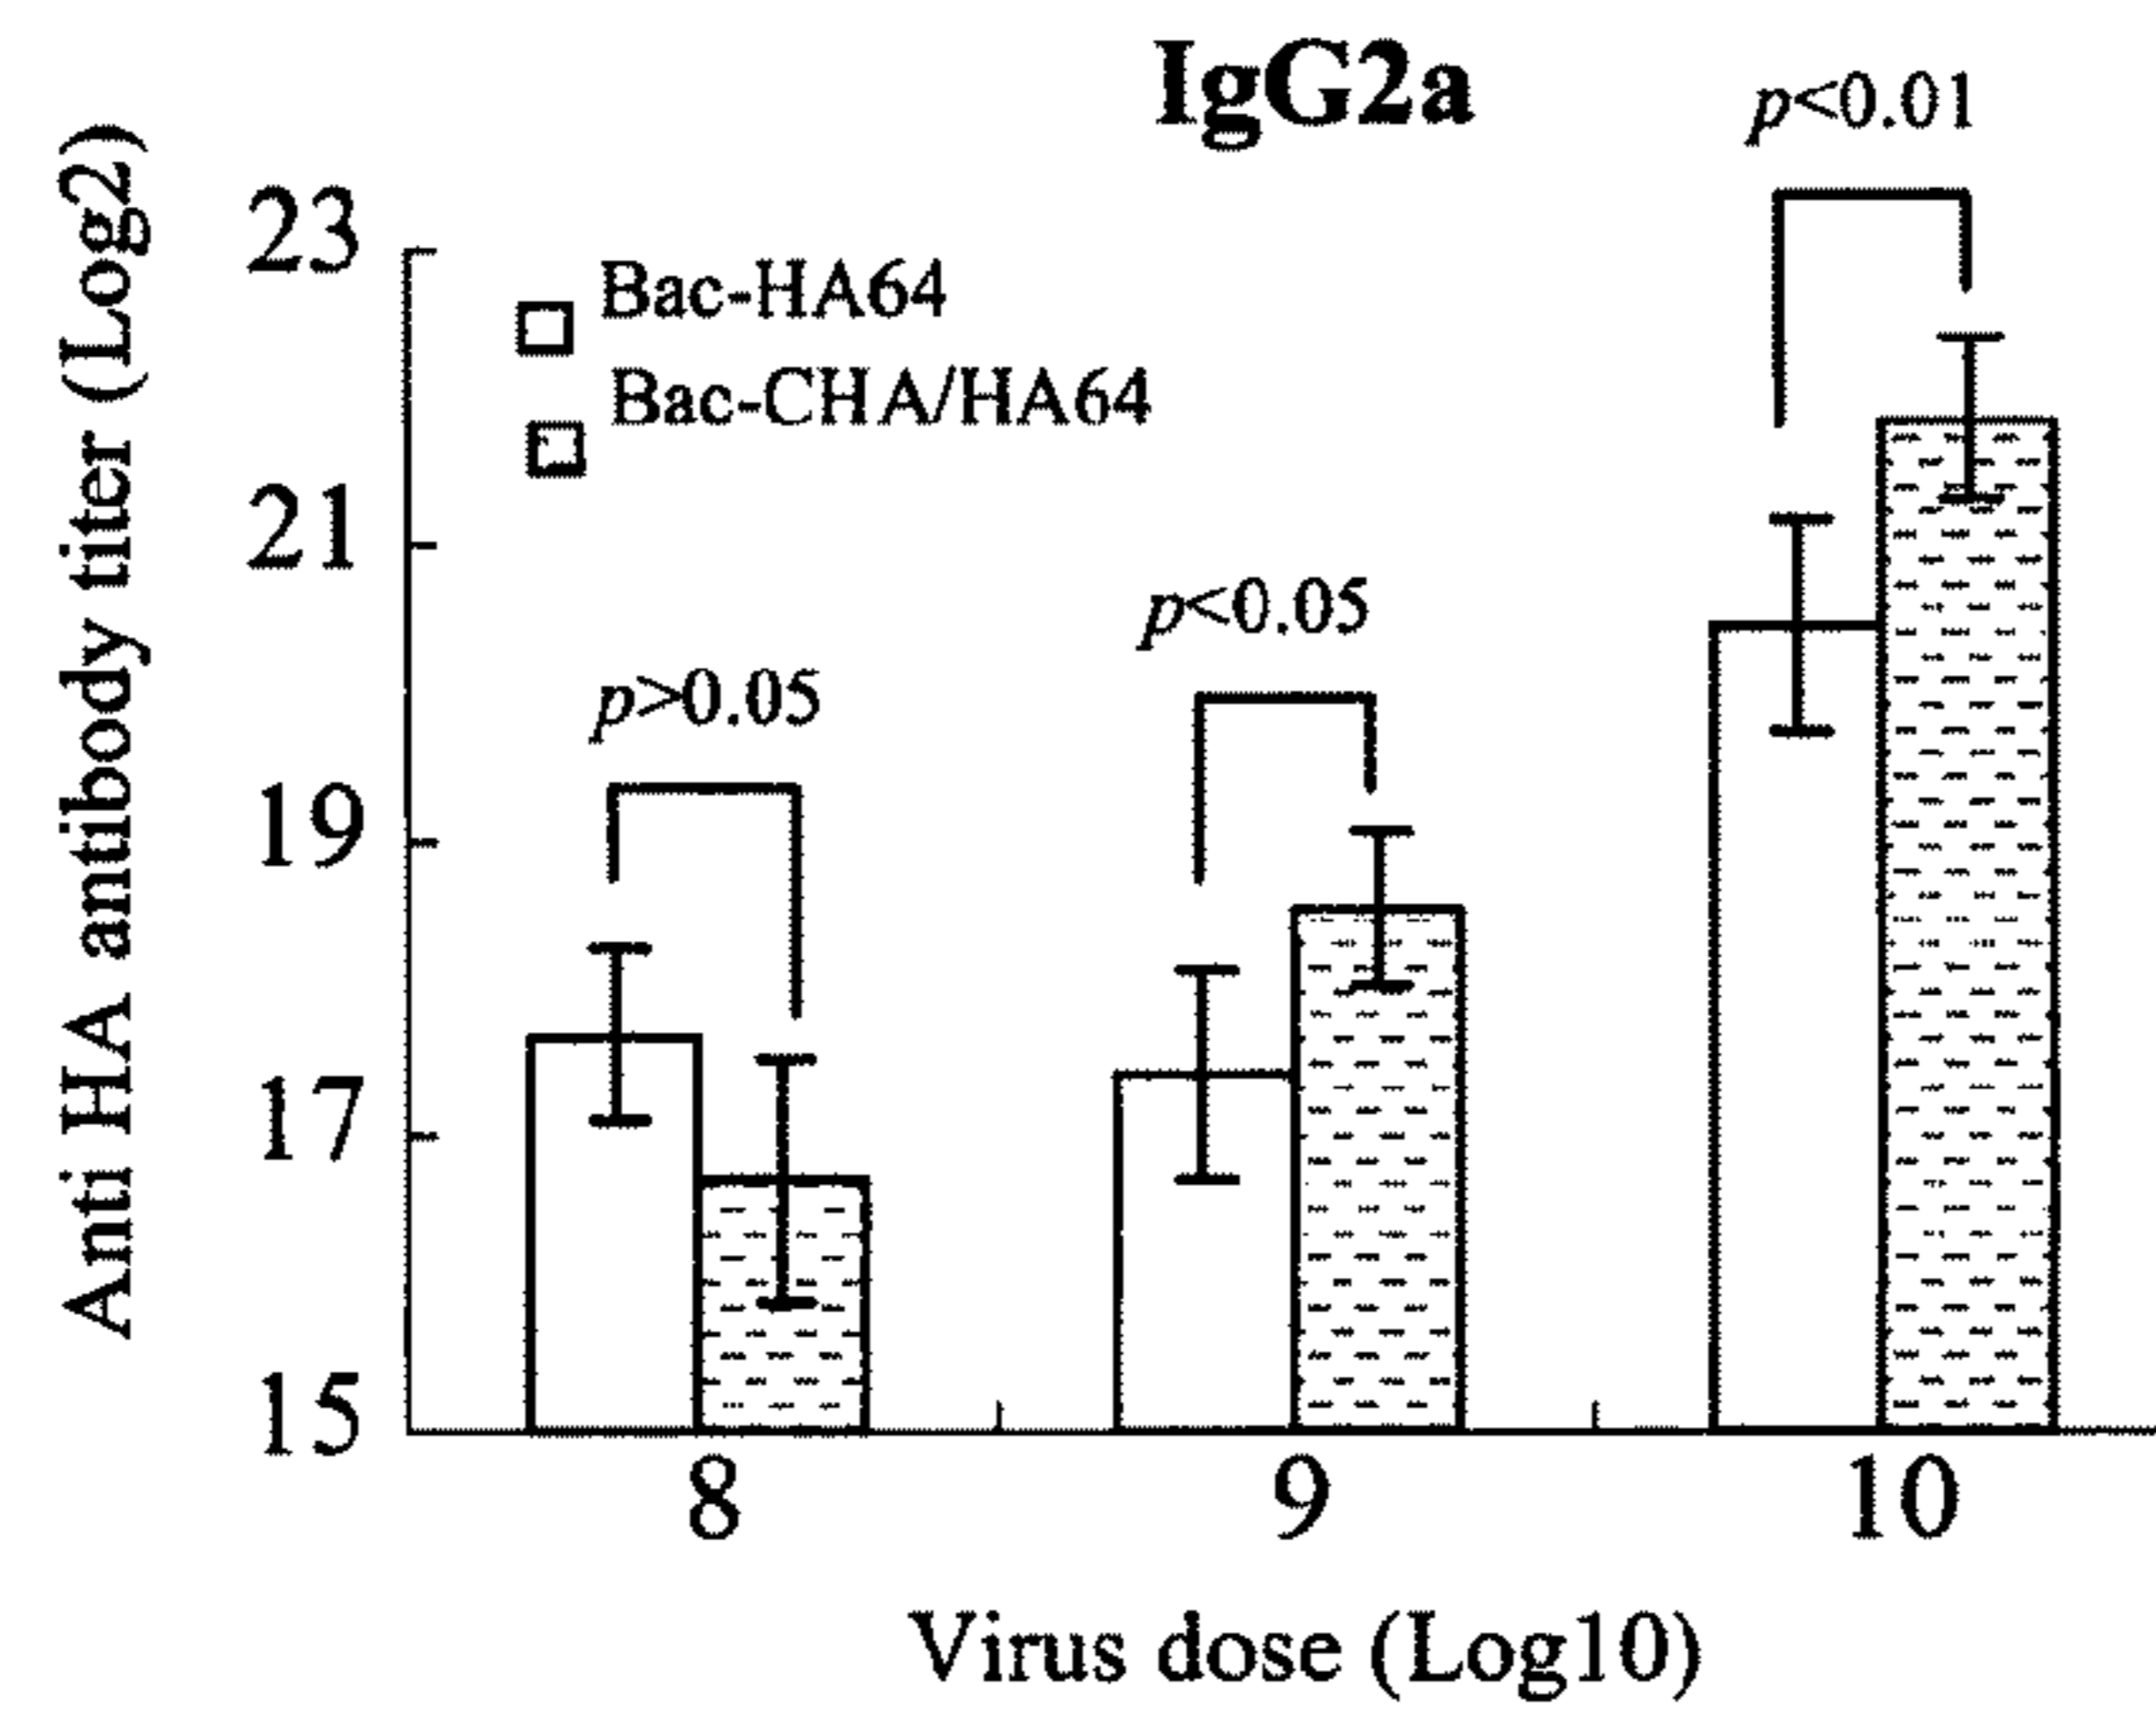 IgG2a
p<0.01
Anti HA antibody titer (Log2)
23
21
19
17
15
Bac-HA64
Bac-CHA/HA64
p>0.05
p<0.05
8
9
10
Virus dose (Log10)